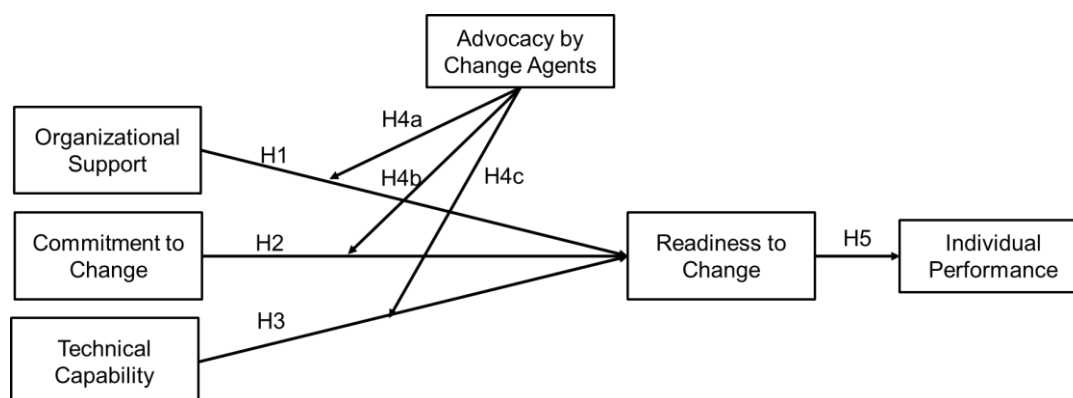 Advocacy by
Change Agents
Organizational
Support
H1
H4a
H4b
H4c
Commitment to
Change
H2
Readiness to
Change
H5
Individual
Performance
H3
Technical
Capability